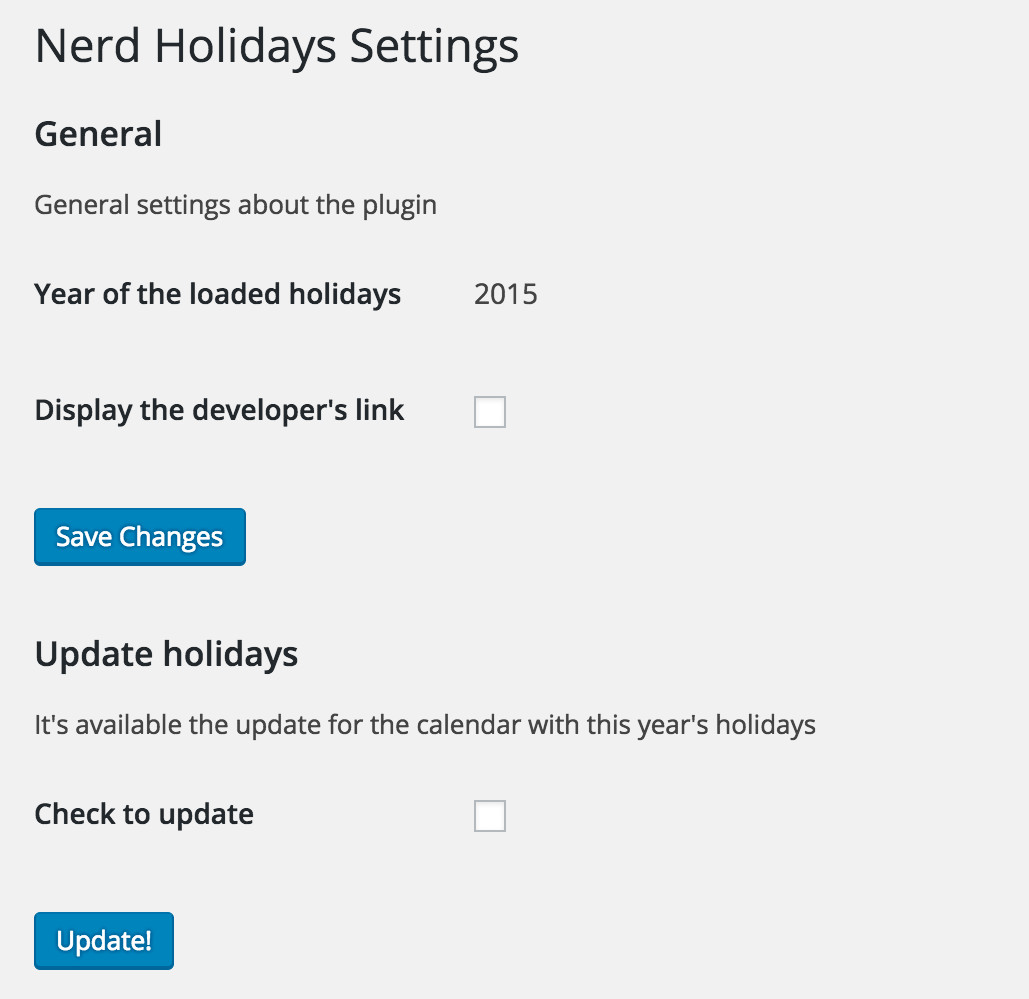 Nerd Holidays Settings
General
General settings about the plugin
Year of the loaded holidays 2015
Display the developer's link
Save Changes
Update holidays
It's available the update for the calendar with this year's holidays
Check to update
Update!